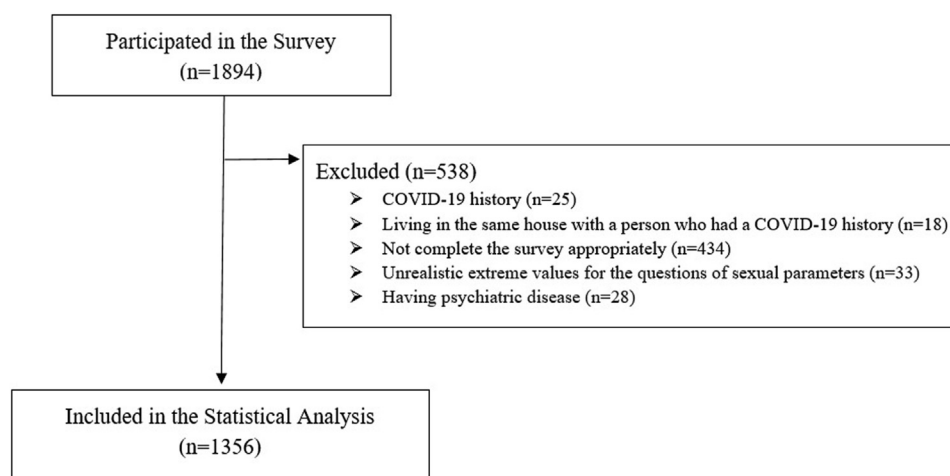 Participated in the Survey
(n=1894)
Excluded (n=538)
➤ COVID-19 history (n=25)
➤ Living in the same house with a person who had a COVID-19 history (n=18)
➤ Not complete the survey appropriately (n=434)
➤ Unrealistic extreme values for the questions of sexual parameters (n=33)
➤ Having psychiatric disease (n=28)
Included in the Statistical Analysis
(n=1356)